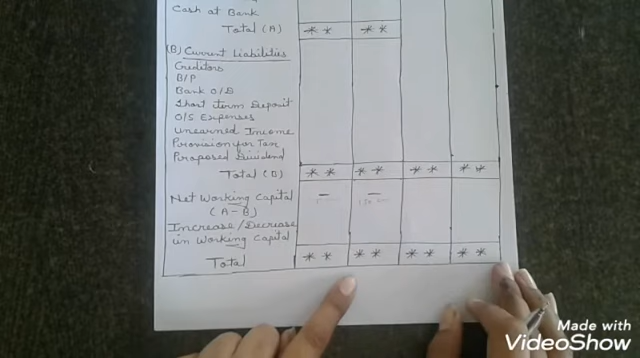 Cash at Bank
Total (A) ** **
(B) Current Liabilities
Creditors
B/P
Bank O/D
Short term Deposit
O/S Expenses
Unearned Income
Provision for Tax
Proposed Dividend
Total (B) ** ** ** **
Net Working Capital
(A-B)
Increase/Decrease
in Working Capital
Total ** ** ** **
Made with
VideoShow